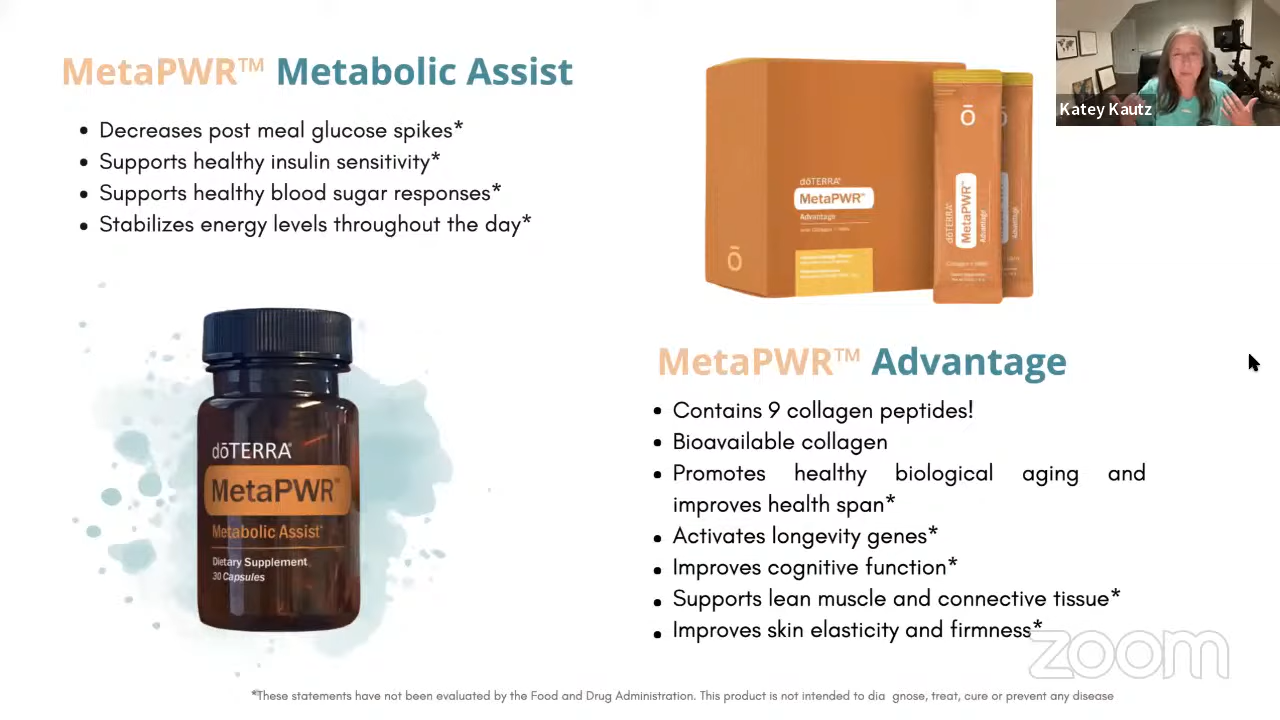 MetaPWR™ Metabolic Assist
• Decreases post meal glucose spikes*
• Supports healthy insulin sensitivity*
• Supports healthy blood sugar responses*
• Stabilizes energy levels throughout the day*
Katey Kautz
dōTERRA®
MetaPWR™
Advantage
ō
ō
dōTERRA®
MetaPWR™
Advantage
dōTERRA®
MetaPWR®
Metabolic Assist®
Dietary Supplement
30 Capsules
MetaPWR™ Advantage
• Contains 9 collagen peptides!
• Bioavailable collagen
• Promotes healthy biological aging and
improves health span*
• Activates longevity genes*
• Improves cognitive function*
• Supports lean muscle and connective tissue*
• Improves skin elasticity and firmness*
zoom
*These statements have not been evaluated by the Food and Drug Administration. This product is not intended to dia gnose, treat, cure or prevent any disease